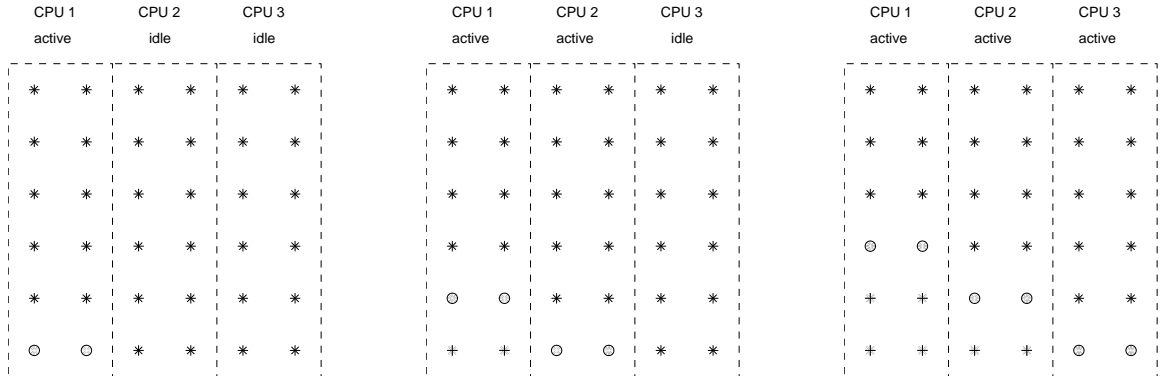 CPU 1 CPU 2 CPU 3 CPU 1 CPU 2 CPU 3 CPU 1 CPU 2 CPU 3
active idle idle active active idle active active active